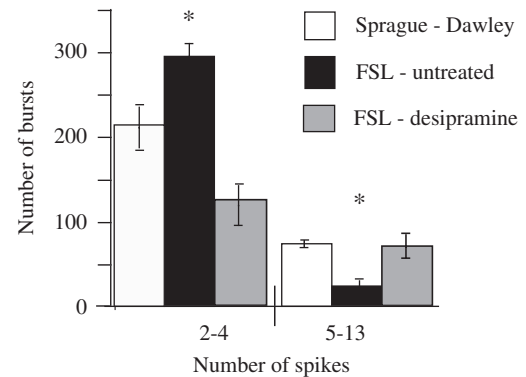 *
Sprague - Dawley
FSL - untreated
FSL - desipramine
*
Number of bursts
300
200
100
0
2-4
5-13
Number of spikes